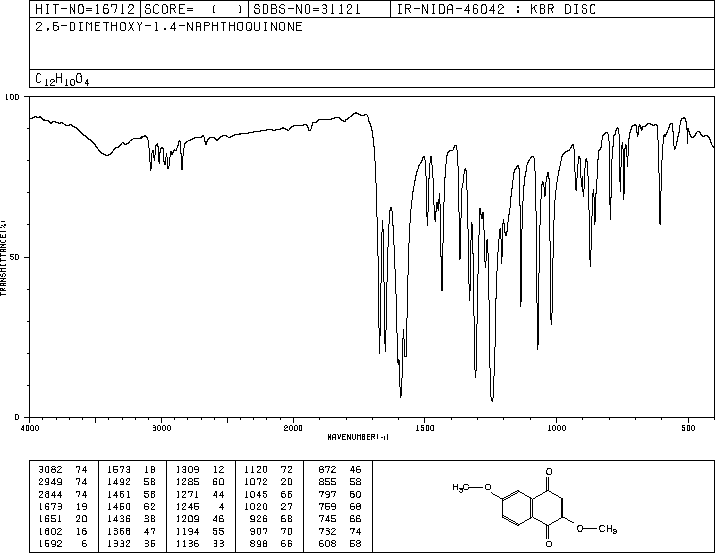 HIT-NO=16712 SCORE= ( ) SDBS-NO=31121 IR-NIDA-46042 : KBR DISC
2,6-DIMETHOXY-1,4-NAPHTHOQUINONE
C12H10O4
100
50
0
TRANSMITTANCE(%)
4000 3000 2000 1500 1000 500
WAVENUMBER(-1)
3082 74 1573 18 1309 12 1120 72 872 46
2949 74 1492 58 1285 60 1072 20 855 58
2844 74 1461 58 1271 44 1045 66 797 60
1673 19 1450 62 1245 4 1020 27 759 68
1651 20 1436 38 1209 46 926 68 745 66
1602 16 1368 47 1194 55 907 70 732 74
1592 6 1332 35 1136 33 898 66 608 58
O
H3C—O
O—CH3
O